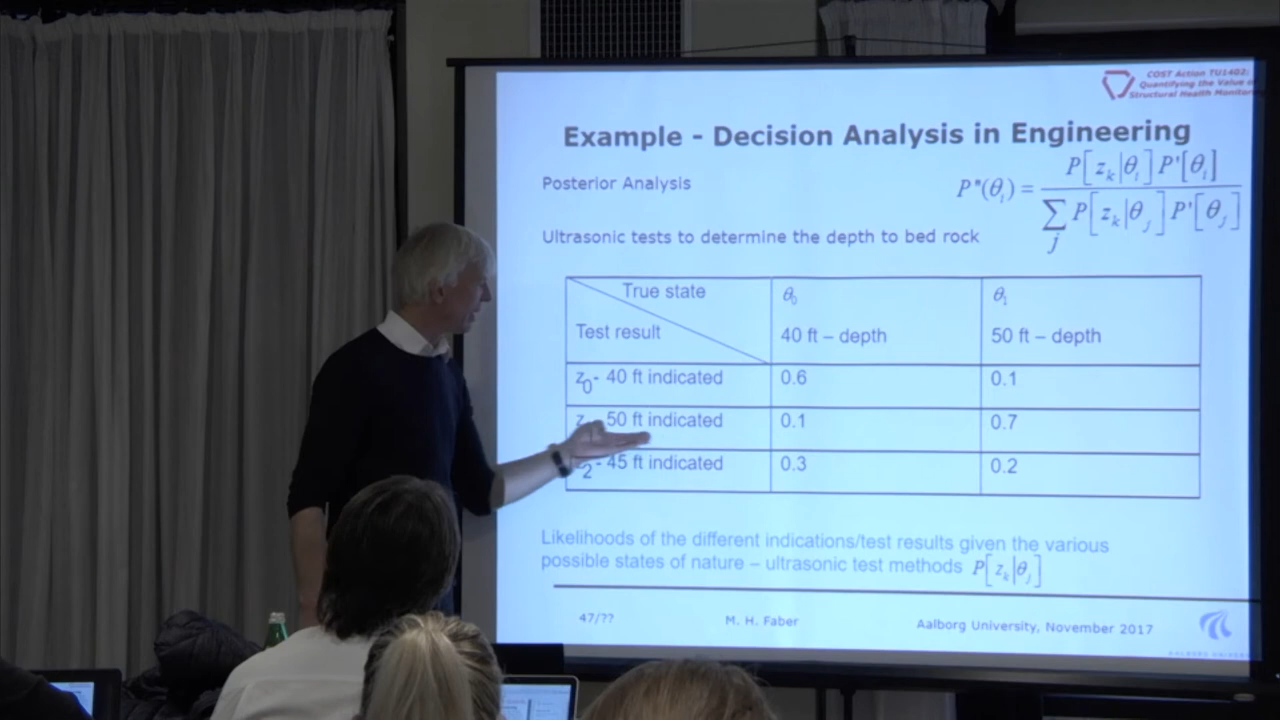 COST Action TU1402:
Quantifying the Value
Structural Health
Example - Decision Analysis in Engineering
Posterior Analysis
P"(θi) = P[zk|θi] P'[θi] / ∑j P[zk|θj] P'[θj]
Ultrasonic tests to determine the depth to bed rock
True state θ0 θ1
Test result 40 ft – depth 50 ft – depth
z0- 40 ft indicated 0.6 0.1
50 ft indicated 0.1 0.7
2- 45 ft indicated 0.3 0.2
Likelihoods of the different indications/test results given the various
possible states of nature – ultrasonic test methods P[zk|θj]
47/?? M. H. Faber Aalborg University, November 2017